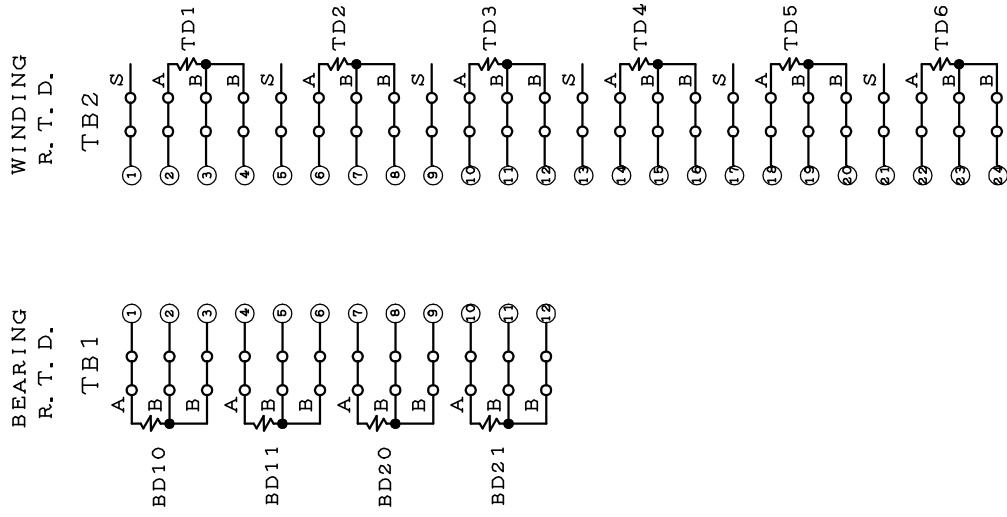 BEARING
R. T. D.
TB1
A 1
BD10
B 2
B 3
A 4
BD11
B 5
B 6
A 7
BD20
B 8
B 9
A 10
BD21
B 11
B 12
WINDING
R. T. D.
TB2
1 S
2 A
TD1
3 B
4 B
5 S
6 A
TD2
7 B
8 B
9 S
10 A
TD3
11 B
12 B
13 S
14 A
TD4
15 B
16 B
17 S
18 A
TD5
19 B
20 B
21 S
22 A
TD6
23 B
24 B